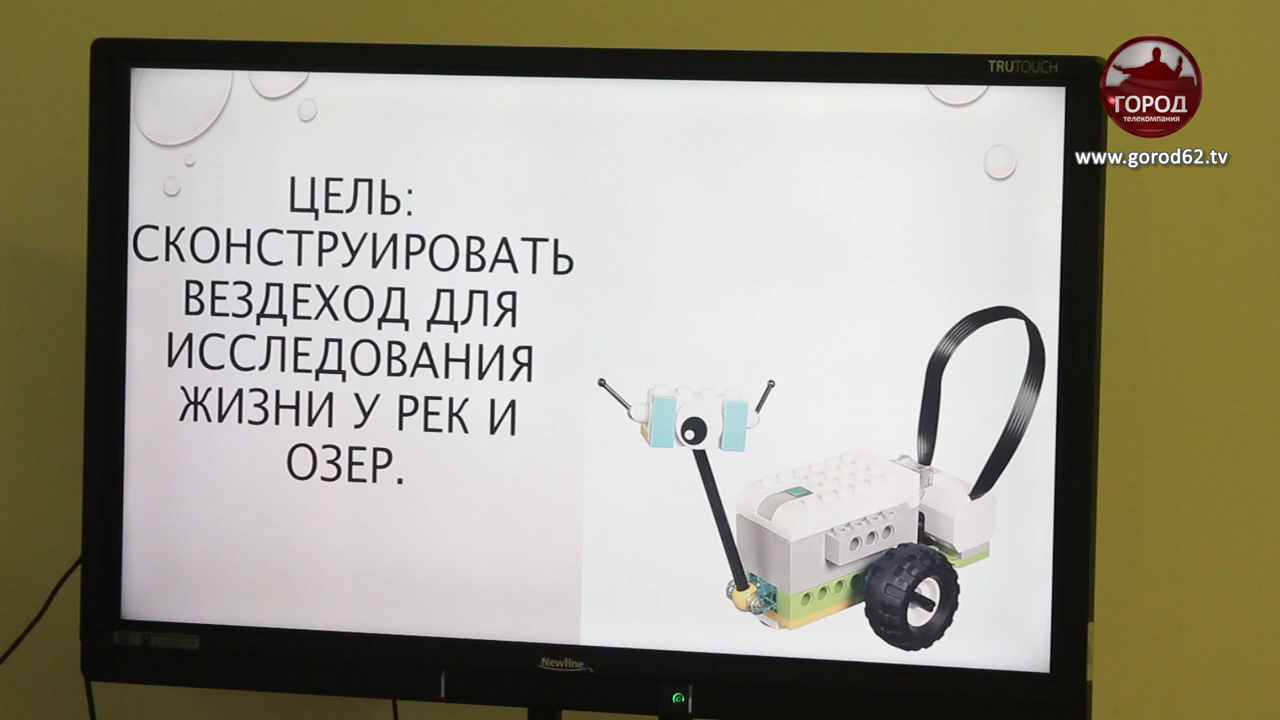 TRUTOUCH
ГОРОД
телекомпания
www.gorod62.tv
ЦЕЛЬ:
СКОНСТРУИРОВАТЬ
ВЕЗДЕХОД ДЛЯ
ИССЛЕДОВАНИЯ
ЖИЗНИ У РЕК И
ОЗЕР.
Newline